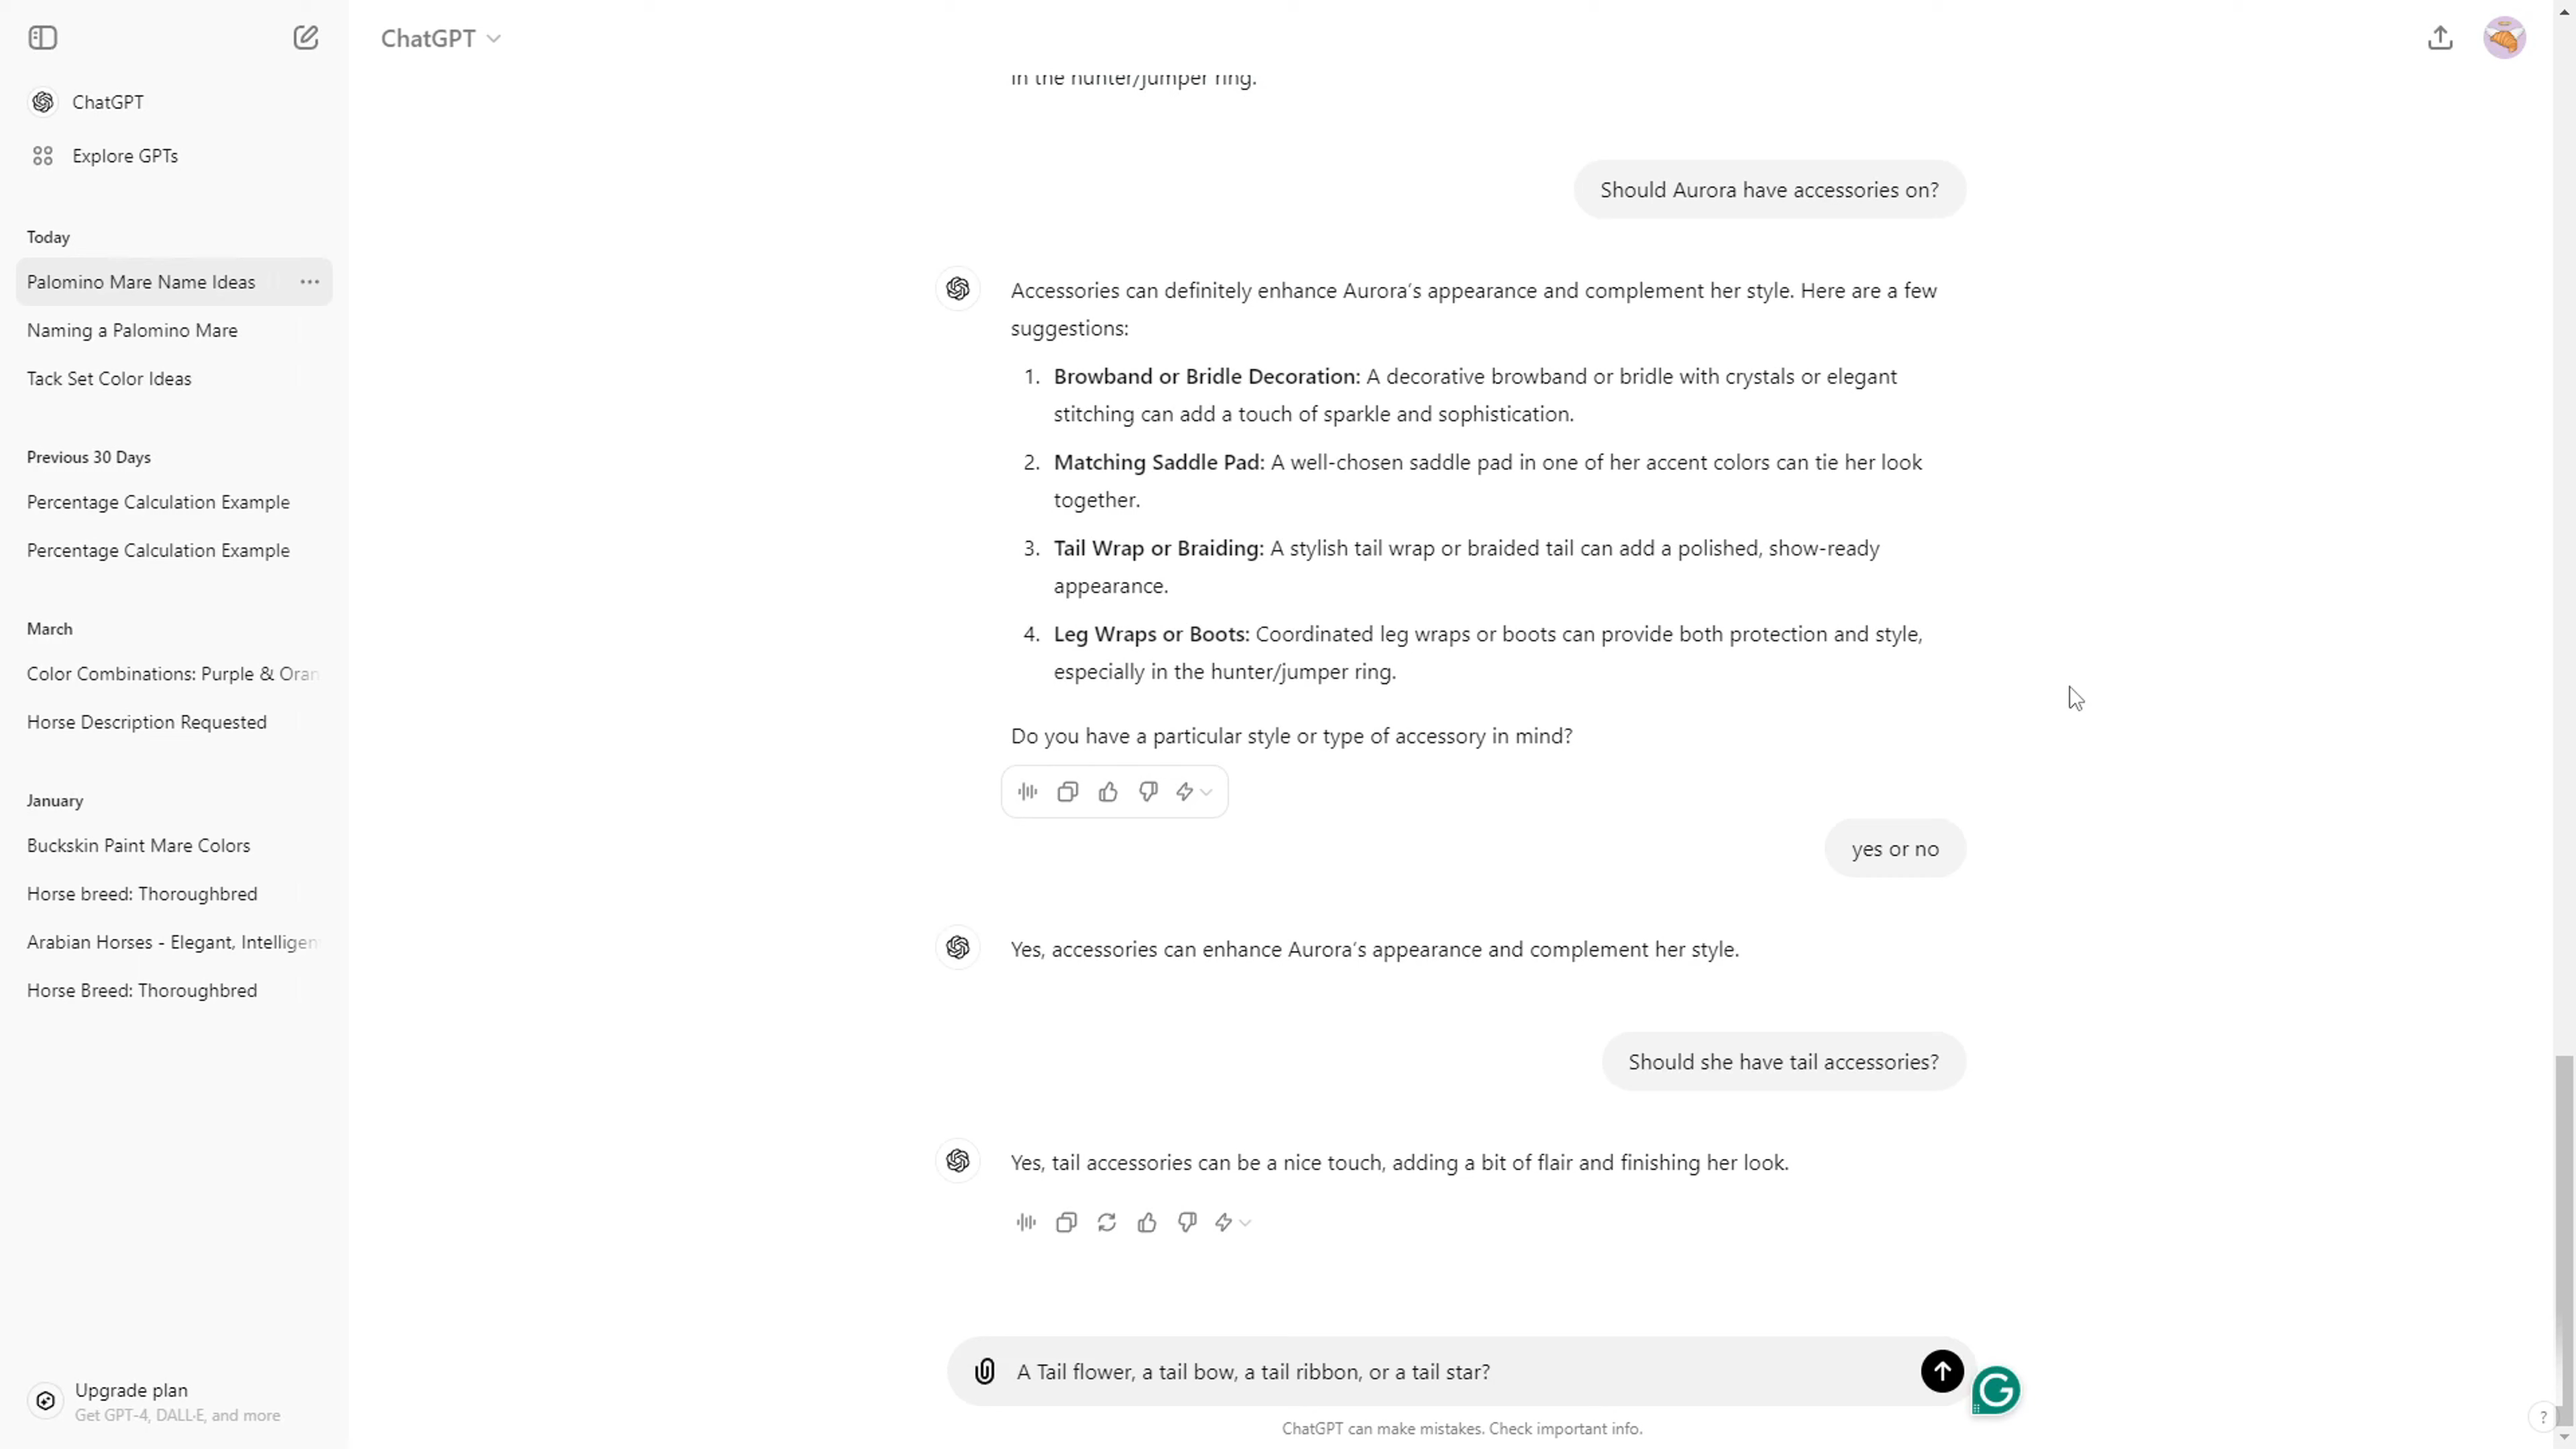 ChatGPT
Explore GPTs
Today
Palomino Mare Name Ideas
Naming a Palomino Mare
Tack Set Color Ideas
Previous 30 Days
Percentage Calculation Example
Percentage Calculation Example
March
Color Combinations: Purple & Oran
Horse Description Requested
January
Buckskin Paint Mare Colors
Horse breed: Thoroughbred
Arabian Horses - Elegant, Intelligen
Horse Breed: Thoroughbred
Upgrade plan
Get GPT-4, DALL·E, and more
ChatGPT
in the hunter/jumper ring.
Should Aurora have accessories on?
Accessories can definitely enhance Aurora's appearance and complement her style. Here are a few
suggestions:
1. Browband or Bridle Decoration: A decorative browband or bridle with crystals or elegant
stitching can add a touch of sparkle and sophistication.
2. Matching Saddle Pad: A well-chosen saddle pad in one of her accent colors can tie her look
together.
3. Tail Wrap or Braiding: A stylish tail wrap or braided tail can add a polished, show-ready
appearance.
4. Leg Wraps or Boots: Coordinated leg wraps or boots can provide both protection and style,
especially in the hunter/jumper ring.
Do you have a particular style or type of accessory in mind?
yes or no
Yes, accessories can enhance Aurora's appearance and complement her style.
Should she have tail accessories?
Yes, tail accessories can be a nice touch, adding a bit of flair and finishing her look.
A Tail flower, a tail bow, a tail ribbon, or a tail star?
ChatGPT can make mistakes. Check important info.
?